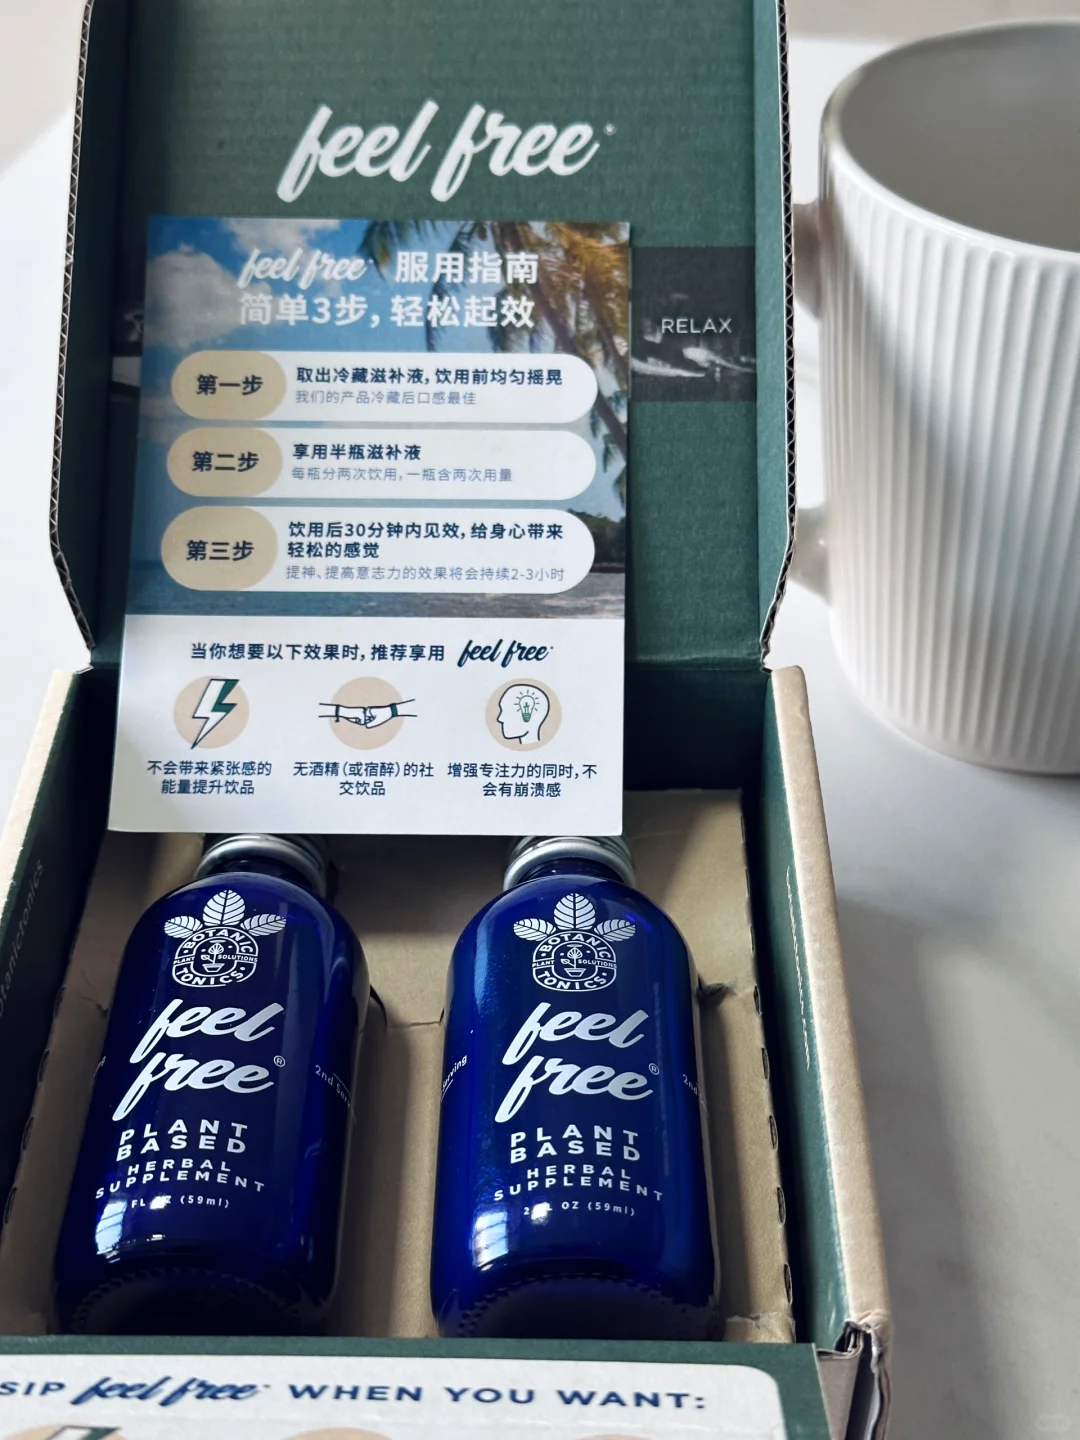 feel free®
RELAX
feel free® 服用指南
简单3步，轻松起效
第一步
取出冷藏滋补液，饮用前均匀摇晃
我们的产品冷藏后口感最佳
第二步
享用半瓶滋补液
每瓶分两次饮用，一瓶含两次用量
第三步
饮用后30分钟内见效，给身心带来
轻松的感觉
提神、提高意志力的效果将会持续2-3小时
当你想要以下效果时，推荐享用 feel free®
不会带来紧张感的
能量提升饮品
无酒精（或宿醉）的社
交饮品
增强专注力的同时，不
会有崩溃感
BOTANIC
PLANT SOLUTIONS
TONICS
feel
free®
PLANT
BASED
HERBAL
SUPPLEMENT
FL OZ (59ml)
2nd
BOTANIC
PLANT SOLUTIONS
TONICS
feel
free®
PLANT
BASED
HERBAL
SUPPLEMENT
2 FL OZ (59ml)
2nd
botanictonics
SIP feel free® WHEN YOU WANT: